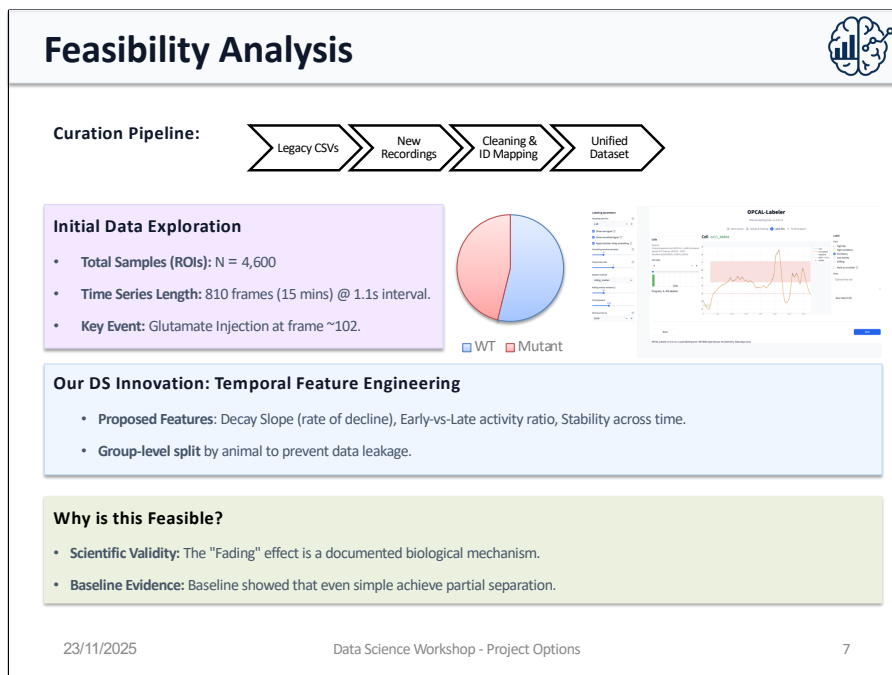 Feasibility Analysis
Curation Pipeline:
Legacy CSVs
New
Recordings
Cleaning &
ID Mapping
Unified
Dataset
Initial Data Exploration
• Total Samples (ROIs): N = 4,600
• Time Series Length: 810 frames (15 mins) @ 1.1s interval.
• Key Event: Glutamate Injection at frame ~102.
WT
Mutant
OPCAL-Labeler
Our DS Innovation: Temporal Feature Engineering
• Proposed Features: Decay Slope (rate of decline), Early-vs-Late activity ratio, Stability across time.
• Group-level split by animal to prevent data leakage.
Why is this Feasible?
• Scientific Validity: The "Fading" effect is a documented biological mechanism.
• Baseline Evidence: Baseline showed that even simple achieve partial separation.
23/11/2025
Data Science Workshop - Project Options
7